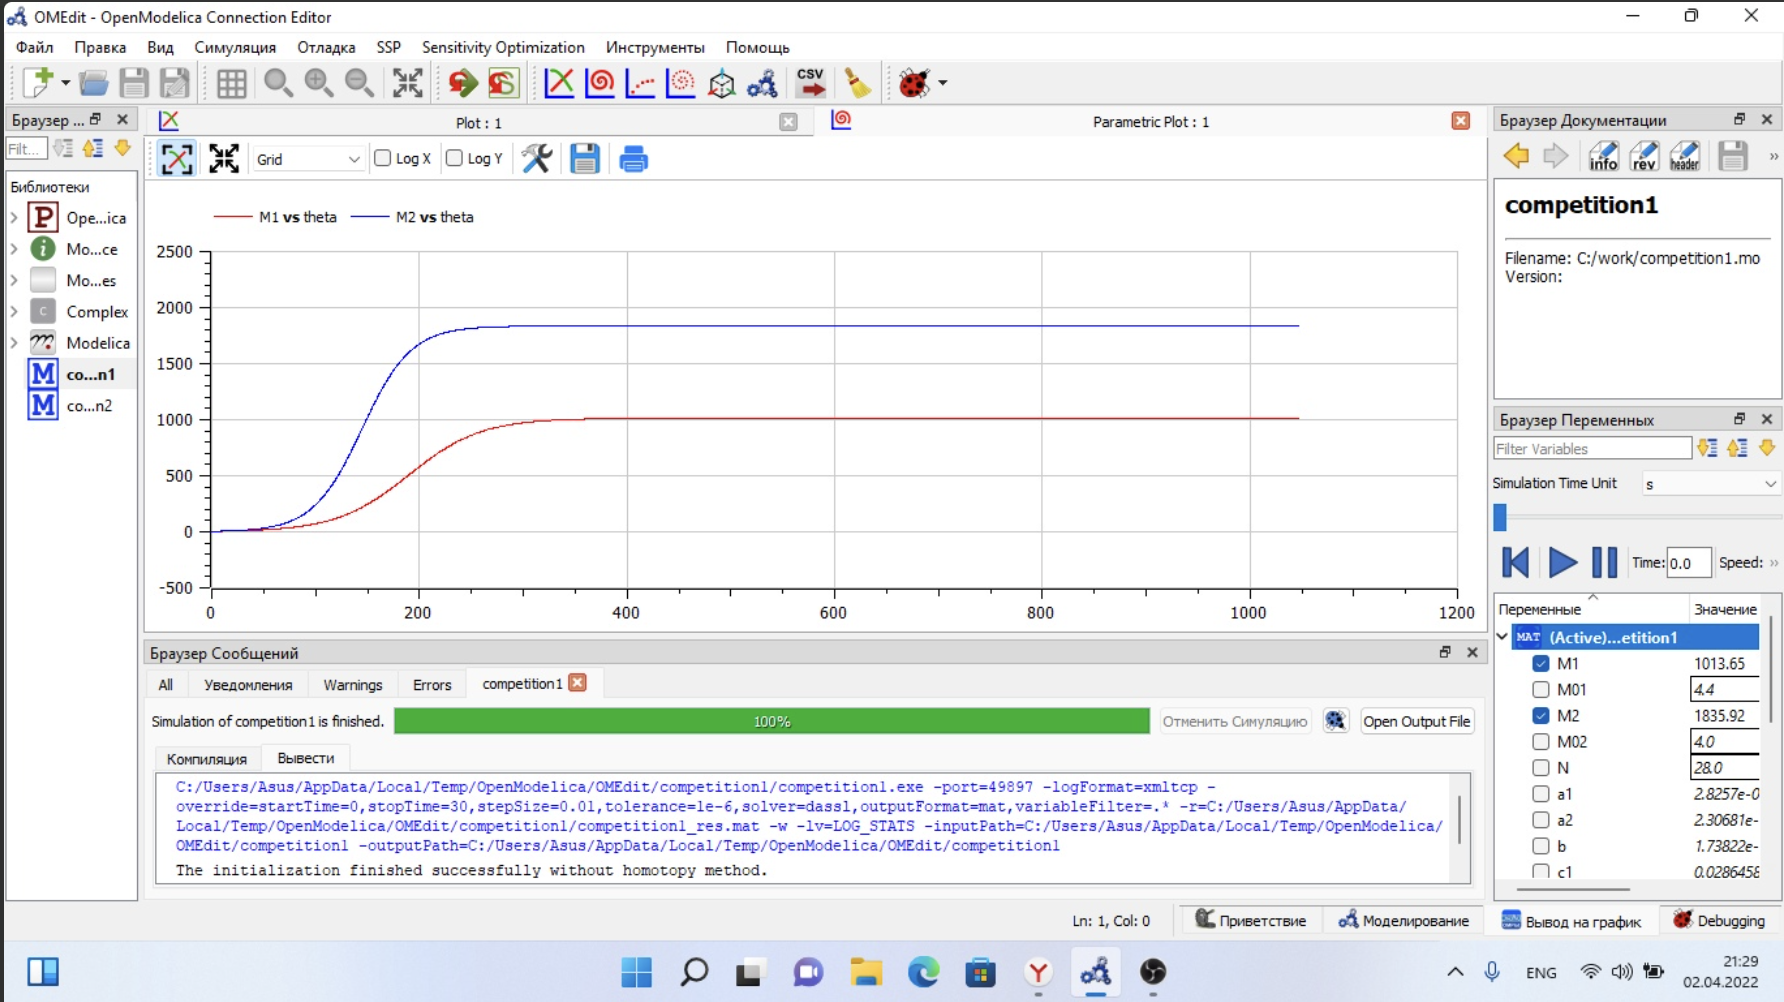 OMEdit - OpenModelica Connection Editor
Файл Правка Вид Симуляция Отладка SSP Sensitivity Optimization Инструменты Помощь
CSV
Браузер ...
Filt...
Библиотеки
P Ope...ica
i Mo...ce
Mo...es
C Complex
Modelica
M co...n1
M co...n2
Plot : 1
Parametric Plot : 1
Grid
Log X
Log Y
M1 vs theta
M2 vs theta
2500
2000
1500
1000
500
0
-500
0 200 400 600 800 1000 1200
Браузер Сообщений
All Уведомления Warnings Errors competition1
Simulation of competition1 is finished.
100%
Отменить Симуляцию
Open Output File
Компиляция Вывести
C:/Users/Asus/AppData/Local/Temp/OpenModelica/OMEdit/competition1/competition1.exe -port=49897 -logFormat=xmltcp -
override=startTime=0,stopTime=30,stepSize=0.01,tolerance=1e-6,solver=dassl,outputFormat=mat,variableFilter=.* -r=C:/Users/Asus/AppData/
Local/Temp/OpenModelica/OMEdit/competition1/competition1_res.mat -w -lv=LOG_STATS -inputPath=C:/Users/Asus/AppData/Local/Temp/OpenModelica/
OMEdit/competition1 -outputPath=C:/Users/Asus/AppData/Local/Temp/OpenModelica/OMEdit/competition1
The initialization finished successfully without homotopy method.
Браузер Документации
info rev header »
competition1
Filename: C:/work/competition1.mo
Version:
Браузер Переменных
Filter Variables
Simulation Time Unit s
Time: 0.0 Speed: »
Переменные Значение
MAT (Active)...etition1
M1 1013.65
M01 4.4
M2 1835.92
M02 4.0
N 28.0
a1 2.8257e-0
a2 2.30681e-
b 1.73822e-
c1 0.0286458
Ln: 1, Col: 0
Приветствие
Моделирование
Вывод на график
Debugging
ENG
21:29
02.04.2022